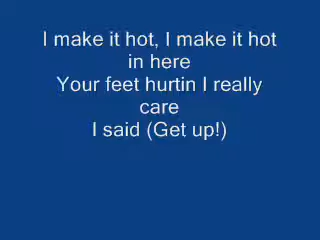 I make it hot, I make it hot
in here
Your feet hurtin I really
care
I said (Get up!)